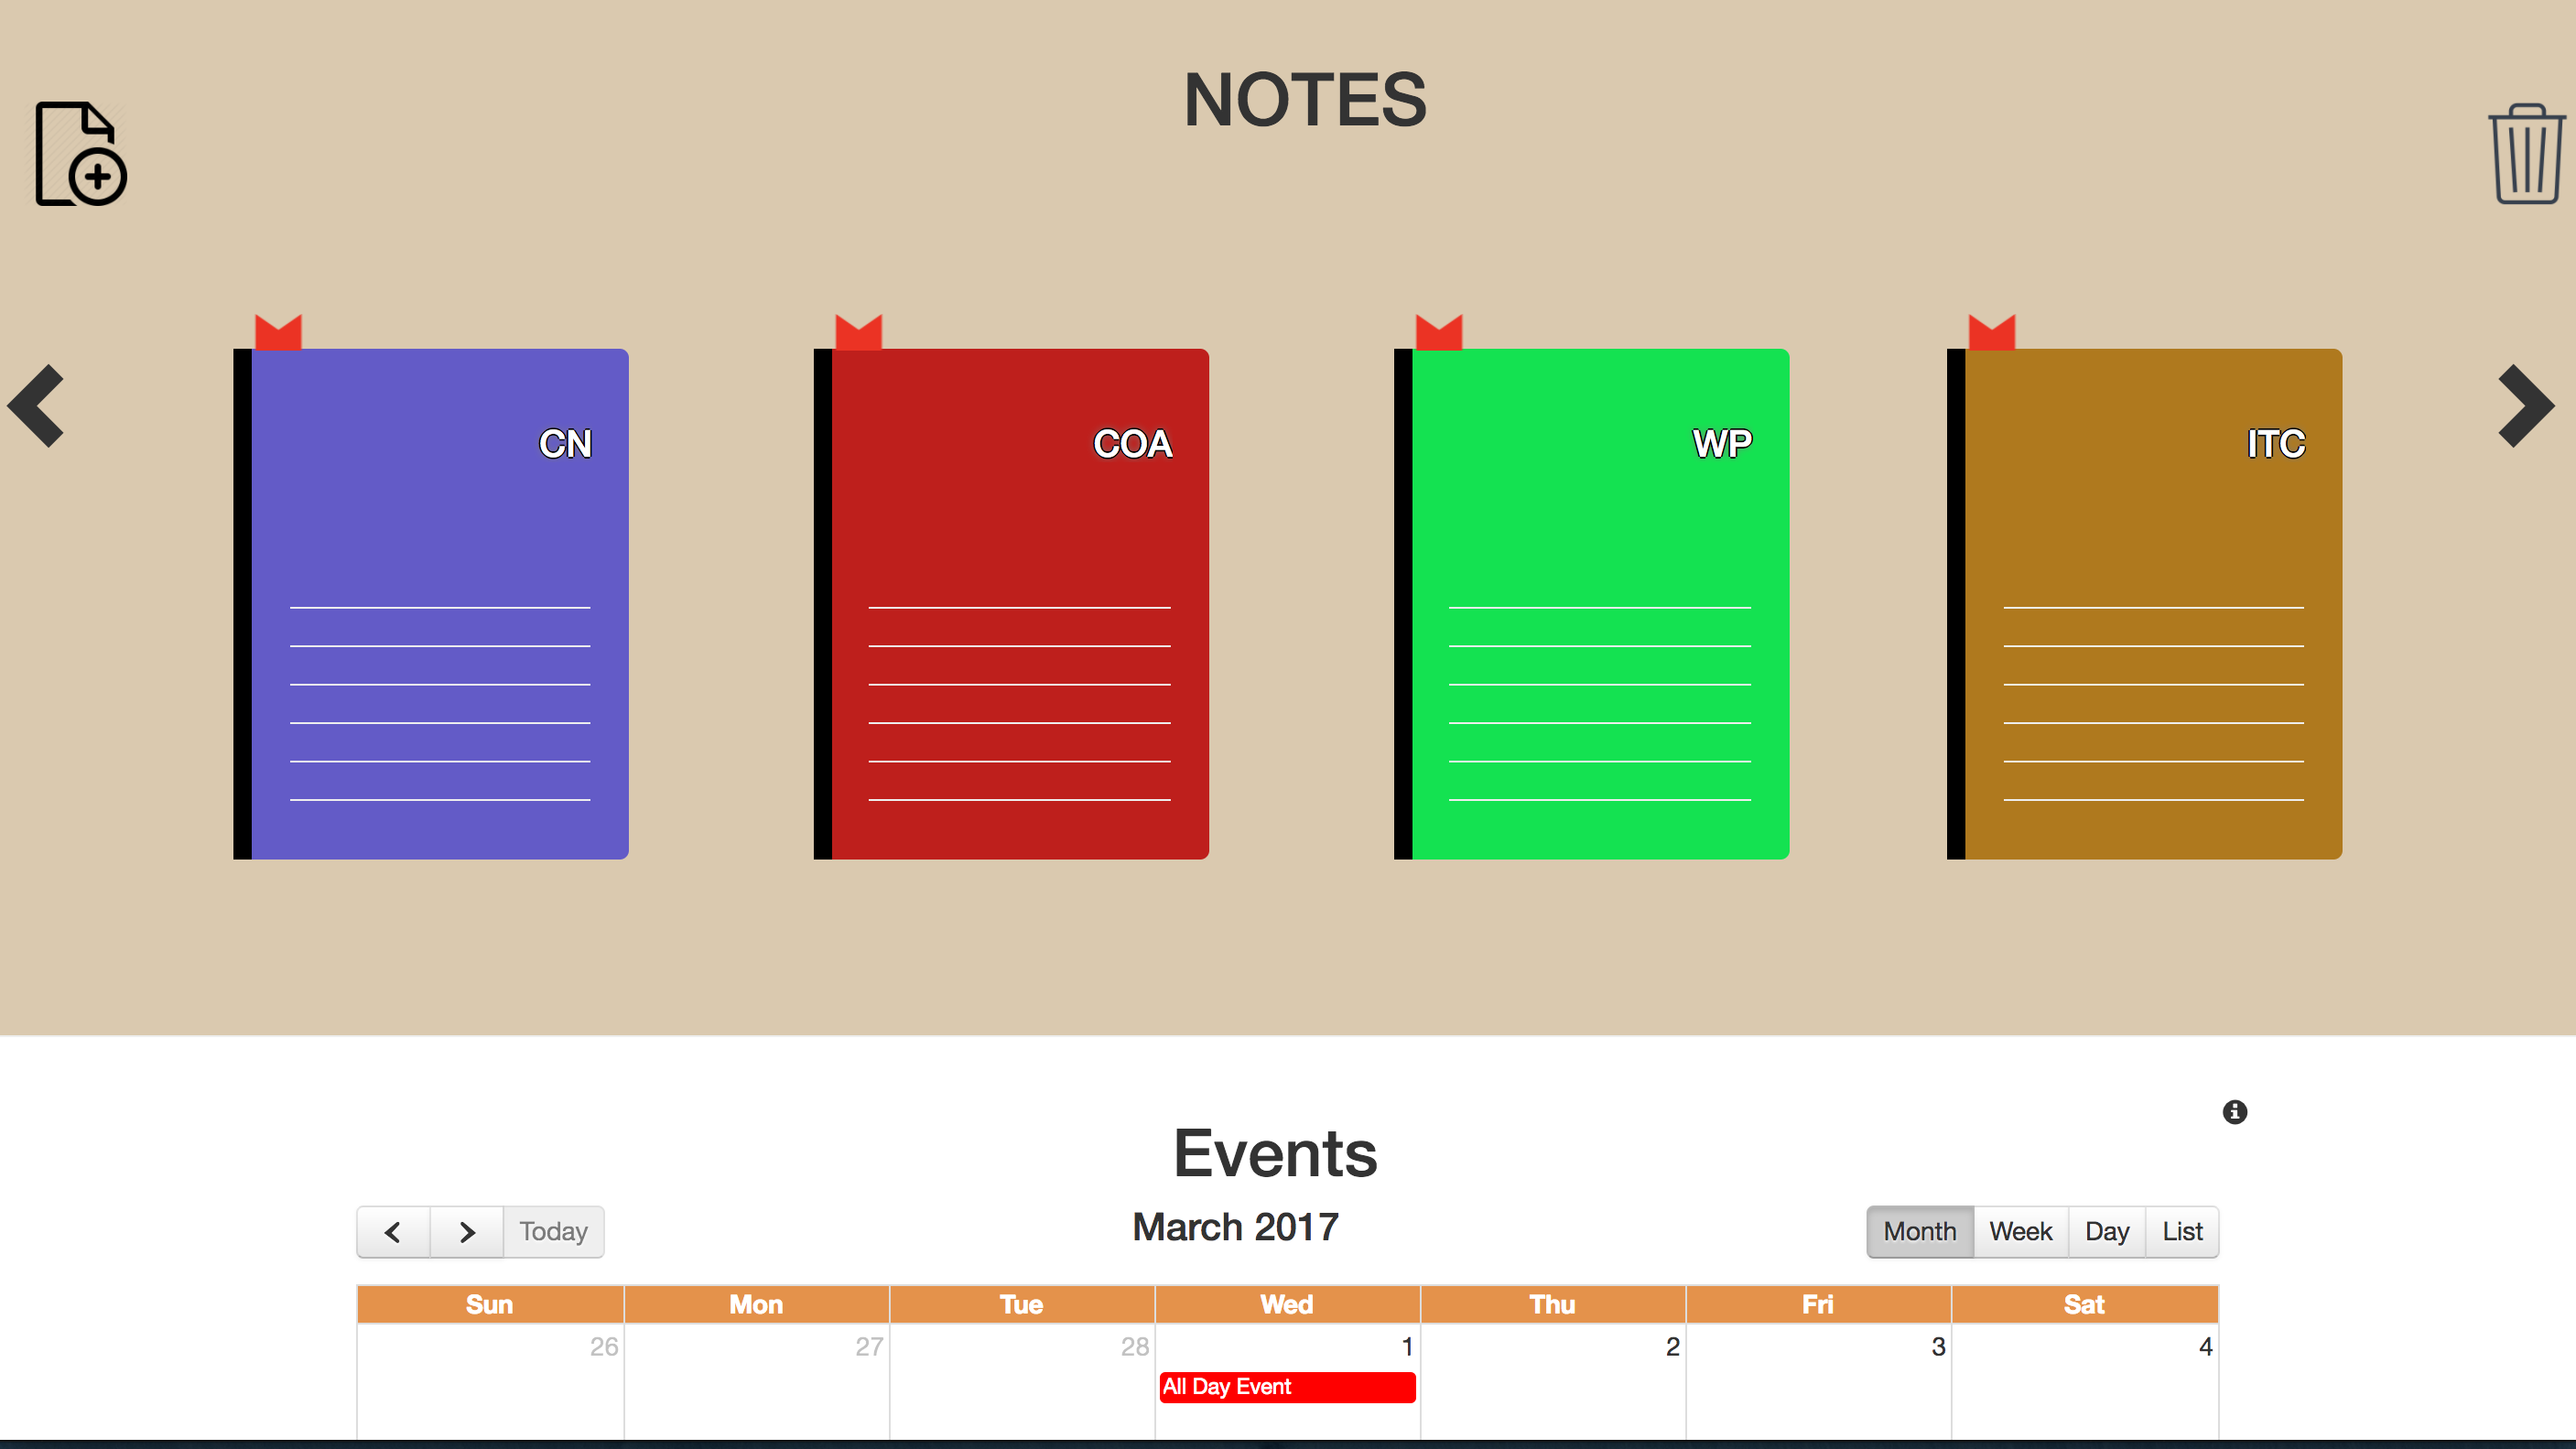 NOTES
CN
COA
WP
ITC
Events
Today
March 2017
Month Week Day List
Sun Mon Tue Wed Thu Fri Sat
26 27 28 1 2 3 4
All Day Event